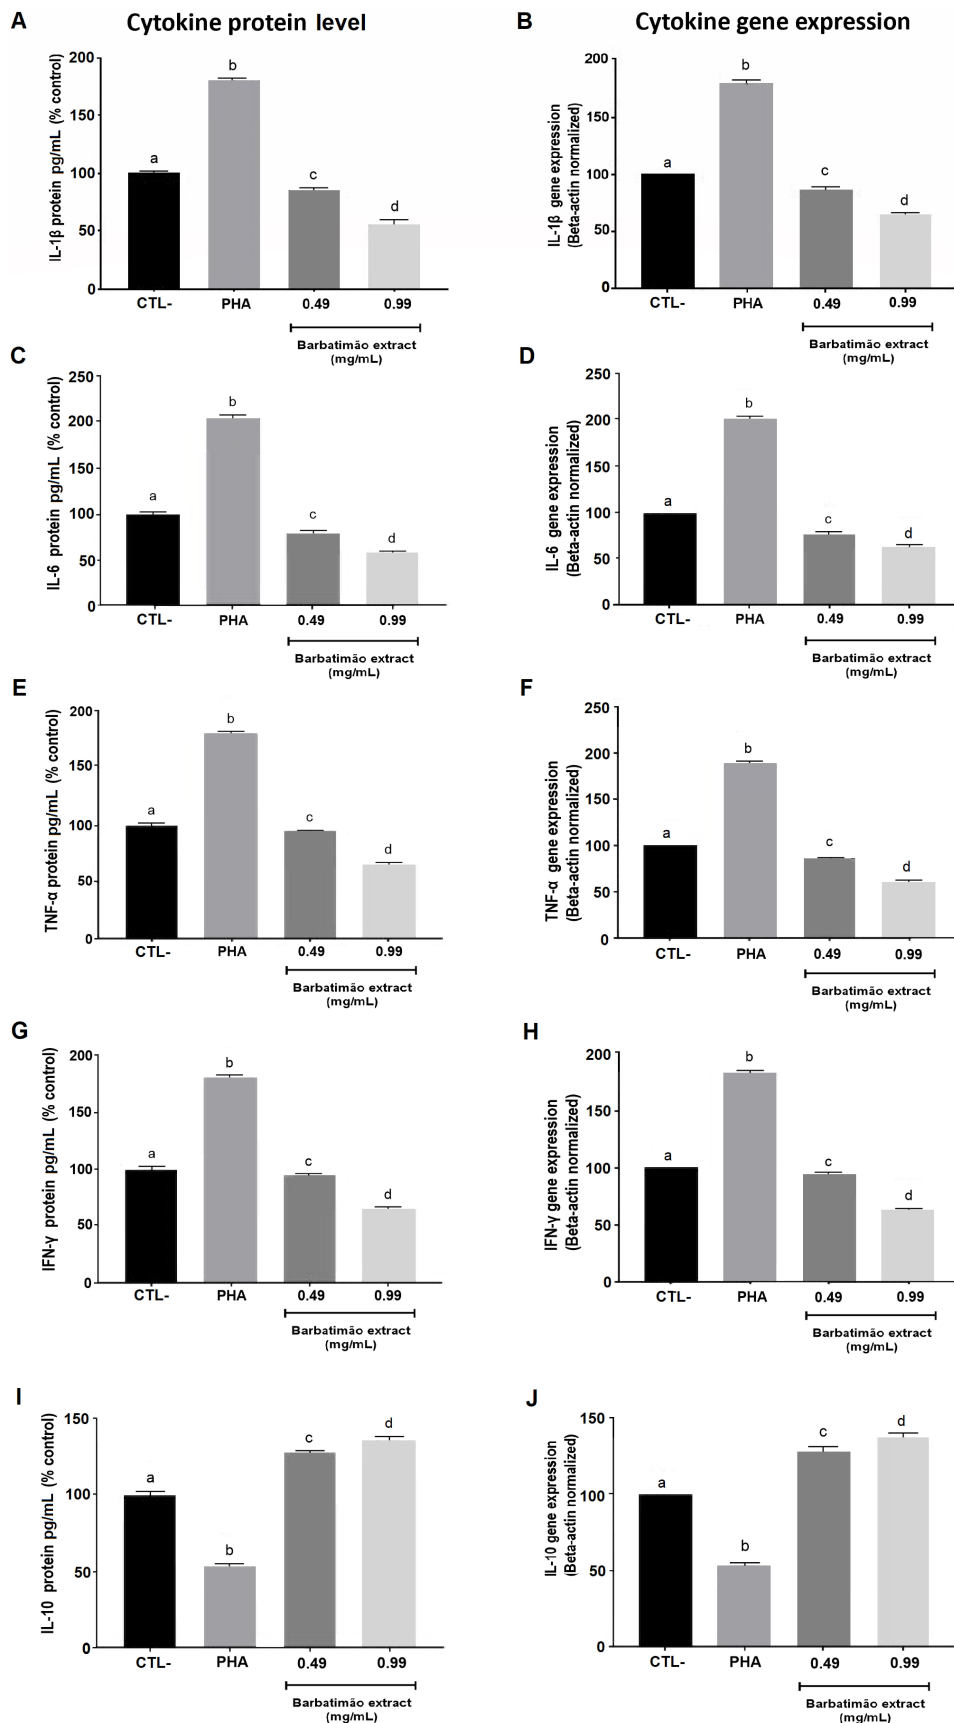 A
Cytokine protein level
B
Cytokine gene expression
IL-1β protein pg/mL (% control)
200
150
100
50
0
a
b
c
d
CTL-
PHA
0.49
0.99
Barbatimão extract
(mg/mL)
IL-1β gene expression
(Beta-actin normalized)
200
150
100
50
0
a
b
c
d
CTL-
PHA
0.49
0.99
Barbatimão extract
(mg/mL)
C
IL-6 protein pg/mL (% control)
250
200
150
100
50
0
a
b
c
d
CTL-
PHA
0.49
0.99
Barbatimão extract
(mg/mL)
D
IL-6 gene expression
(Beta-actin normalized)
250
200
150
100
50
0
a
b
c
d
CTL-
PHA
0.49
0.99
Barbatimão extract
(mg/mL)
E
TNF-α protein pg/mL (% control)
200
150
100
50
0
a
b
c
d
CTL-
PHA
0.49
0.99
Barbatimão extract
(mg/mL)
F
TNF-α gene expression
(Beta-actin normalized)
250
200
150
100
50
0
a
b
c
d
CTL-
PHA
0.49
0.99
Barbatimão extract
(mg/mL)
G
IFN-γ protein pg/mL (% control)
200
150
100
50
0
a
b
c
d
CTL-
PHA
0.49
0.99
Barbatimão extract
(mg/mL)
H
IFN-γ gene expression
(Beta-actin normalized)
200
150
100
50
0
a
b
c
d
CTL-
PHA
0.49
0.99
Barbatimão extract
(mg/mL)
I
IL-10 protein pg/mL (% control)
150
100
50
0
a
b
c
d
CTL-
PHA
0.49
0.99
Barbatimão extract
(mg/mL)
J
IL-10 gene expression
(Beta-actin normalized)
150
100
50
0
a
b
c
d
CTL-
PHA
0.49
0.99
Barbatimão extract
(mg/mL)